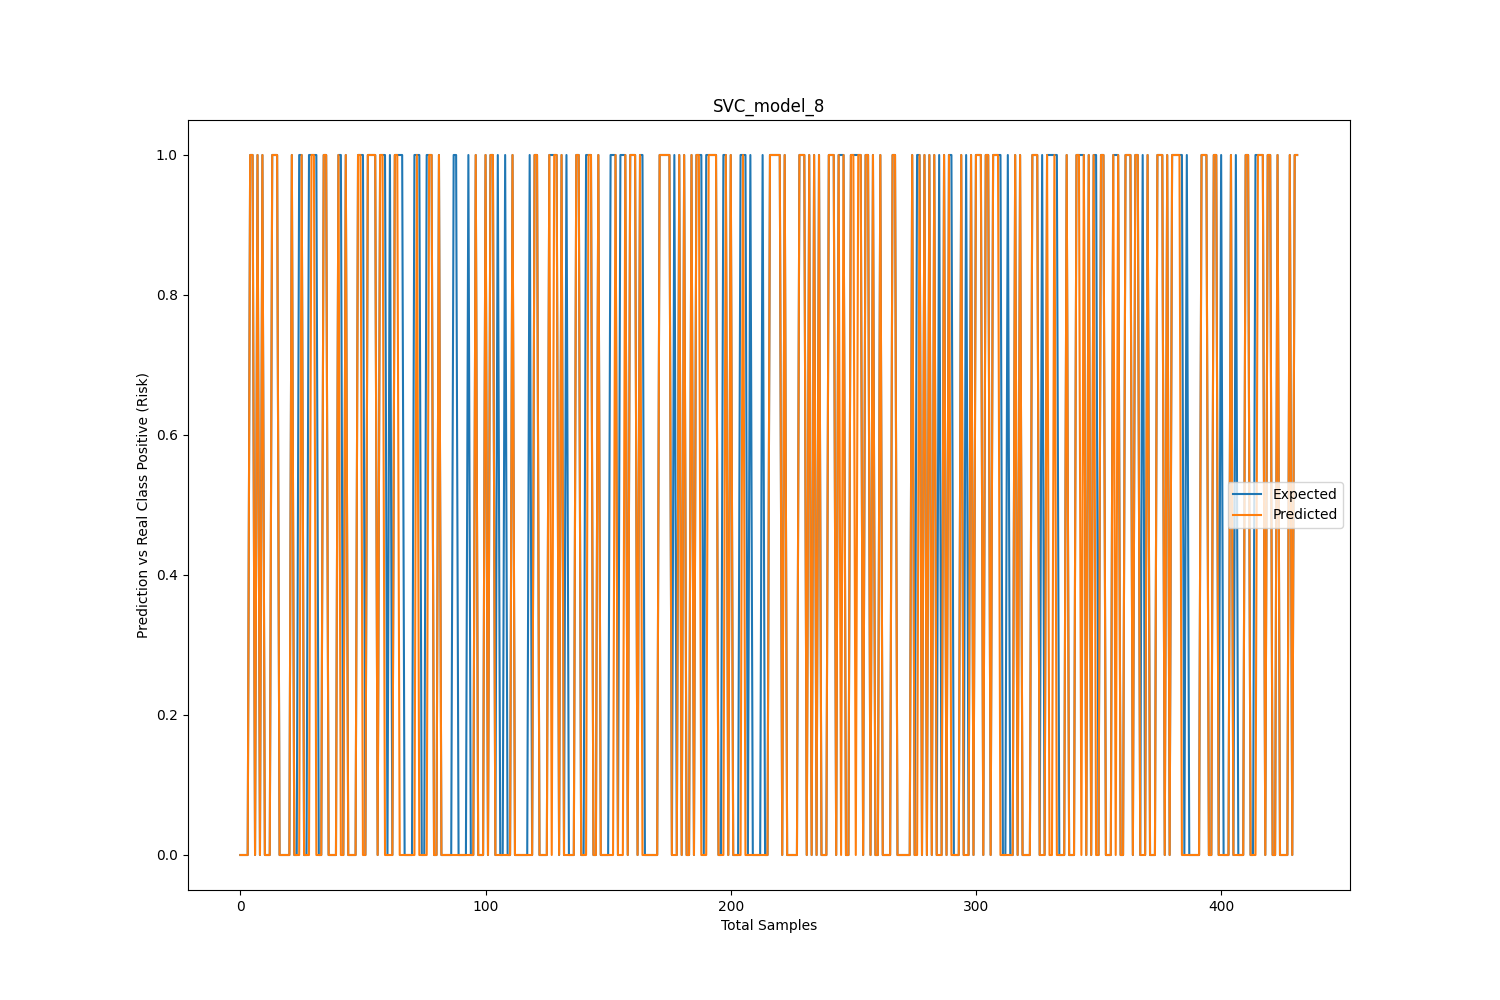 SVC_model_8
Prediction vs Real Class Positive (Risk)
1.0
0.8
0.6
0.4
0.2
0.0
Expected
Predicted
0 100 200 300 400
Total Samples